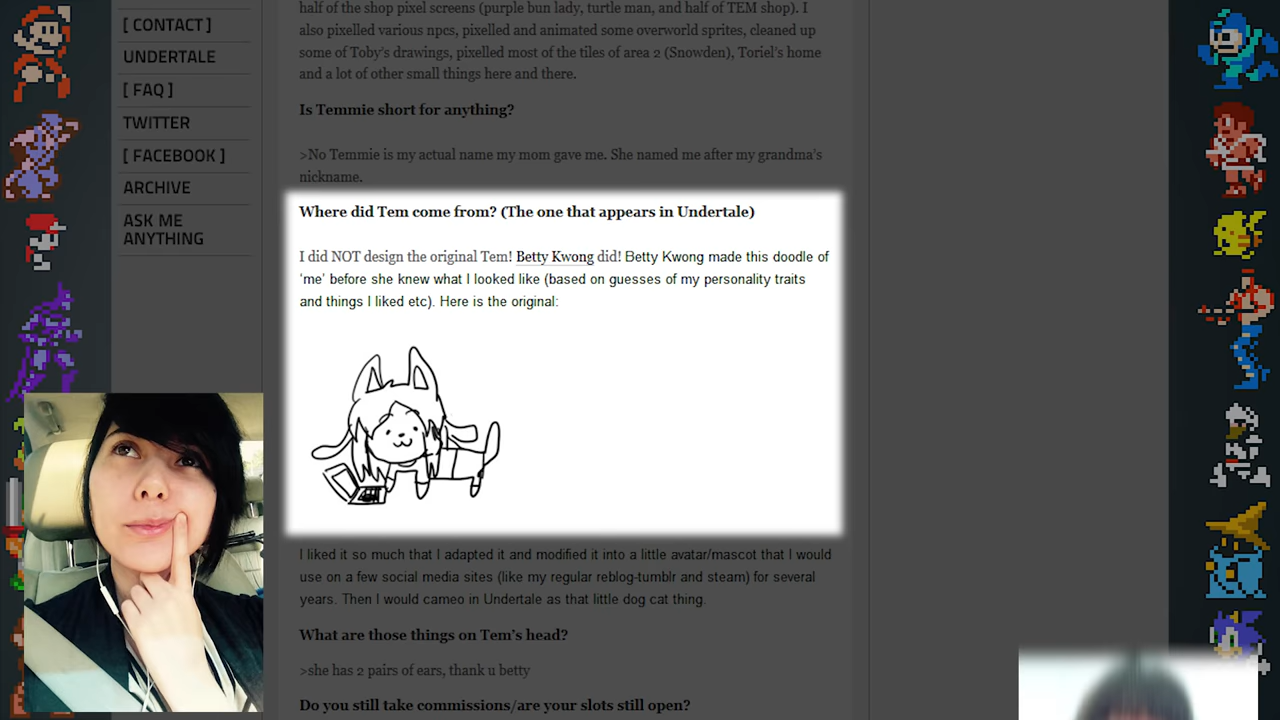 [ CONTACT ]
UNDERTALE
[ FAQ ]
TWITTER
[ FACEBOOK ]
ARCHIVE
ASK ME
ANYTHING
half of the shop pixel screens (purple bun lady, turtle man, and half of TEM shop). I
also pixelled various npcs, pixelled and animated some overworld sprites, cleaned up
some of Toby's drawings, pixelled most of the tiles of area 2 (Snowden), Toriel's home
and a lot of other small things here and there.
Is Temmie short for anything?
>No Temmie is my actual name my mom gave me. She named me after my grandma's
nickname.
Where did Tem come from? (The one that appears in Undertale)
I did NOT design the original Tem! Betty Kwong did! Betty Kwong made this doodle of
'me' before she knew what I looked like (based on guesses of my personality traits
and things I liked etc). Here is the original:
I liked it so much that I adapted it and modified it into a little avatar/mascot that I would
use on a few social media sites (like my regular reblog-tumblr and steam) for several
years. Then I would cameo in Undertale as that little dog cat thing.
What are those things on Tem's head?
>she has 2 pairs of ears, thank u betty
Do you still take commissions/are your slots still open?